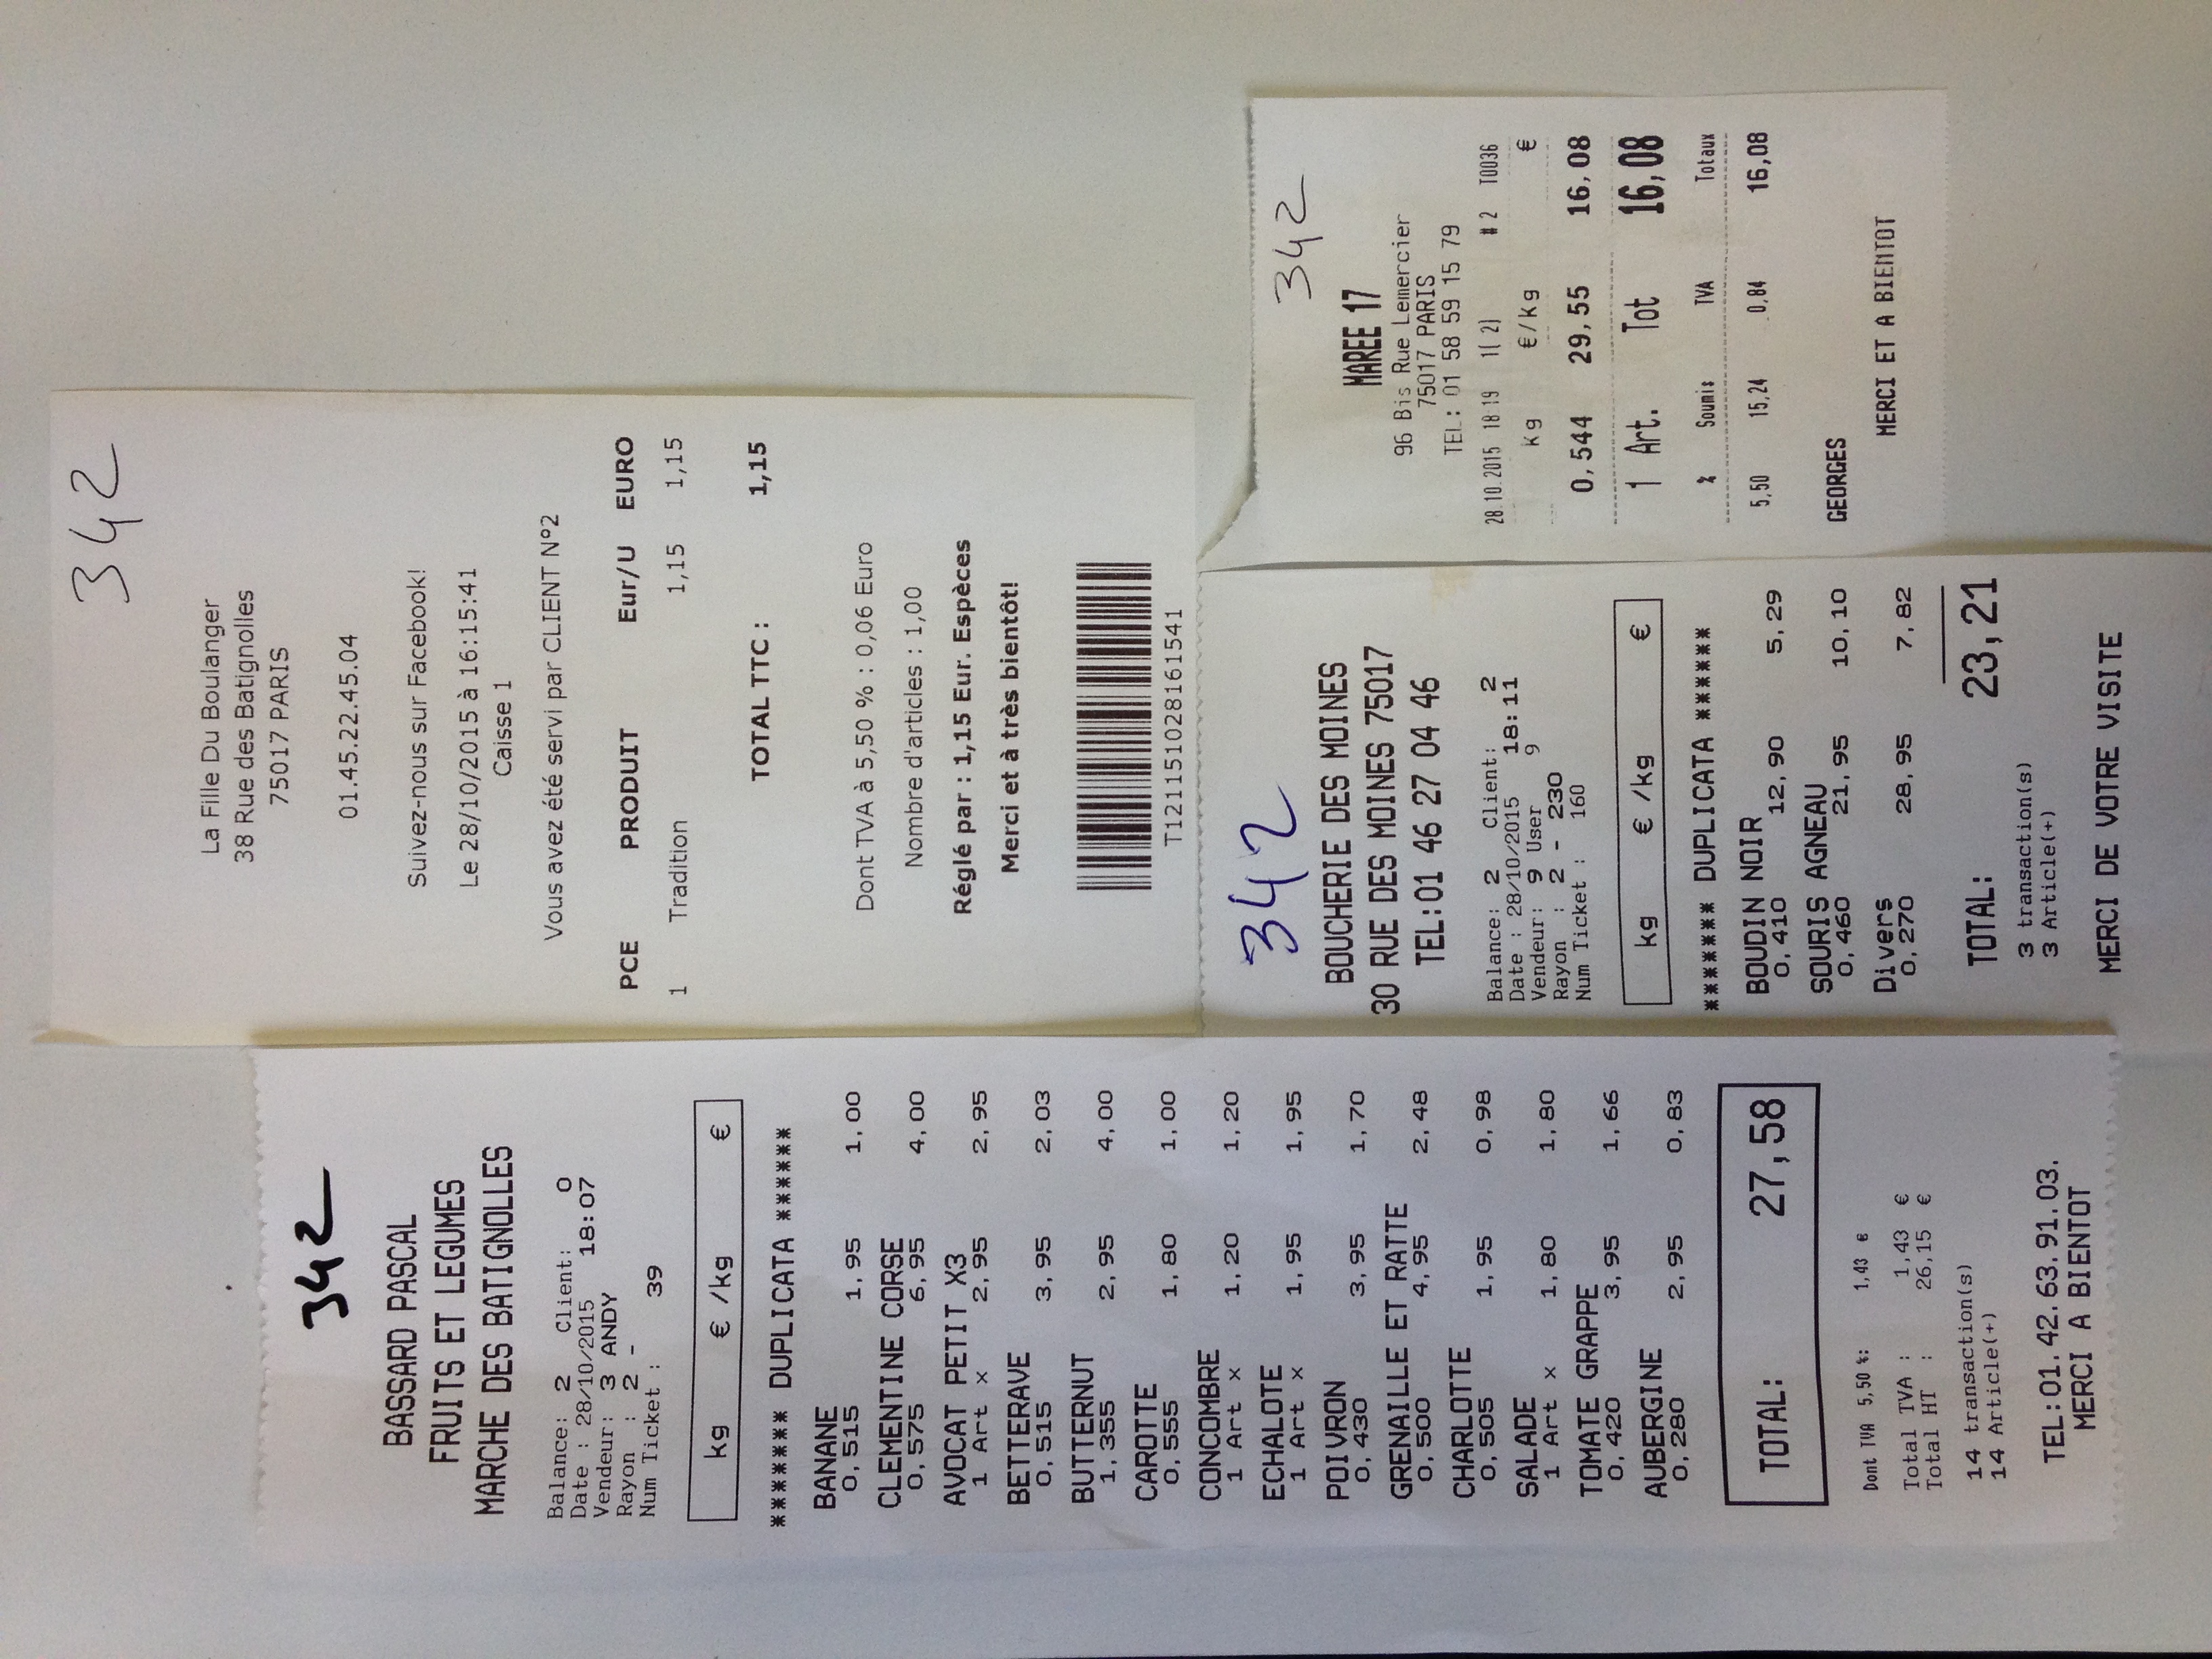 342
BASSARD PASCAL
FRUITS ET LEGUMES
MARCHE DES BATIGNOLLES
Balance: 2 Client: 0
Date : 28/10/2015 18:07
Vendeur: 3 ANDY
Rayon : 2 -
Num Ticket : 39
kg € /kg €
******* DUPLICATA ******
BANANE
0,515 1,95 1,00
CLEMENTINE CORSE
0,575 6,95 4,00
AVOCAT PETIT X3
1 Art x 2,95 2,95
BETTERAVE
0,515 3,95 2,03
BUTTERNUT
1,355 2,95 4,00
CAROTTE
0,555 1,80 1,00
CONCOMBRE
1 Art x 1,20 1,20
ECHALOTE
1 Art x 1,95 1,95
POIVRON
0,430 3,95 1,70
GRENAILLE ET RATTE
0,500 4,95 2,48
CHARLOTTE
0,505 1,95 0,98
SALADE
1 Art x 1,80 1,80
TOMATE GRAPPE
0,420 3,95 1,66
AUBERGINE
0,280 2,95 0,83
TOTAL: 27,58
Dont TVA 5,50 %: 1,43 €
Total TVA : 1,43 €
Total HT : 26,15 €
14 transaction(s)
14 Article(+)
TEL:01.42.63.91.03.
MERCI A BIENTOT
342
La Fille Du Boulanger
38 Rue des Batignolles
75017 PARIS
01.45.22.45.04
Suivez-nous sur Facebook!
Le 28/10/2015 à 16:15:41
Caisse 1
Vous avez été servi par CLIENT N°2
PCE PRODUIT Eur/U EURO
1 Tradition 1,15 1,15
TOTAL TTC : 1,15
Dont TVA à 5,50 % : 0,06 Euro
Nombre d'articles : 1,00
Réglé par : 1,15 Eur. Espèces
Merci et à très bientôt!
T121151028161541
342
BOUCHERIE DES MOINES
30 RUE DES MOINES 75017
TEL:01 46 27 04 46
Balance: 2 Client: 2
Date : 28/10/2015 18:11
Vendeur: 9 User 9
Rayon : 2 - 230
Num Ticket : 160
kg € /kg €
******* DUPLICATA ******
BOUDIN NOIR
0,410 12,90 5,29
SOURIS AGNEAU
0,460 21,95 10,10
Divers
0,270 28,95 7,82
TOTAL: 23,21
3 transaction(s)
3 Article(+)
MERCI DE VOTRE VISITE
342
MAREE 17
96 Bis Rue Lemercier
75017 PARIS
TEL: 01 58 59 15 79
28.10.2015 18:19 1( 2) # 2 T0036
kg €/kg €
0,544 29,55 16,08
1 Art. Tot 16,08
% Soumis TVA Totaux
5,50 15,24 0,84 16,08
GEORGES
MERCI ET A BIENTOT